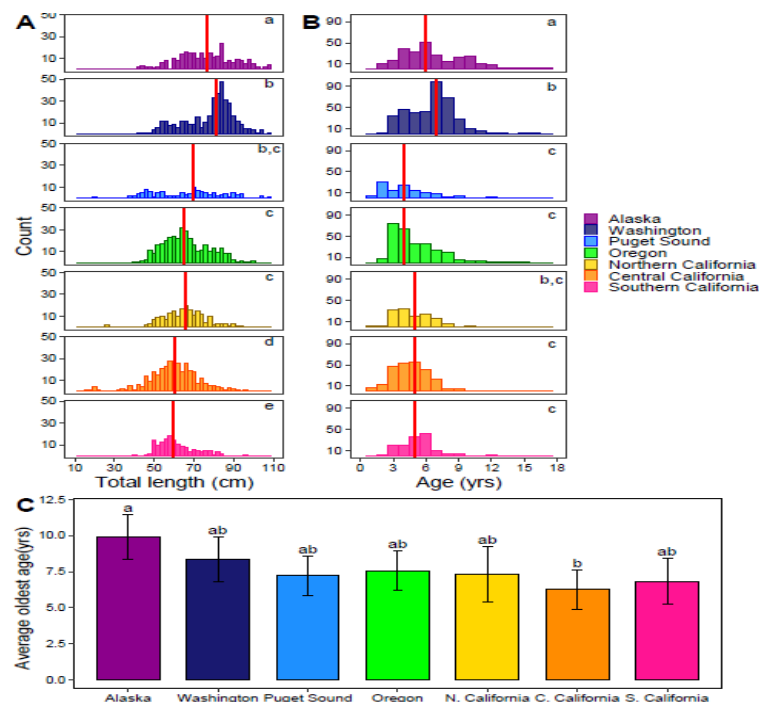 A
B
50
30
10
a
90
50
10
a
50
30
10
b
90
50
10
b
50
30
10
b,c
90
50
10
c
50
30
10
c
90
50
10
c
50
30
10
c
90
50
10
b,c
50
30
10
d
90
50
10
c
50
30
10
e
90
50
10
c
Count
10 30 50 70 90 110
Total length (cm)
0 3 6 9 12 15 18
Age (yrs)
Alaska
Washington
Puget Sound
Oregon
Northern California
Central California
Southern California
C
Average oldest age(yrs)
12.5
10.0
7.5
5.0
2.5
0.0
a ab ab ab ab b ab
Alaska Washington Puget Sound Oregon N. California C. California S. California